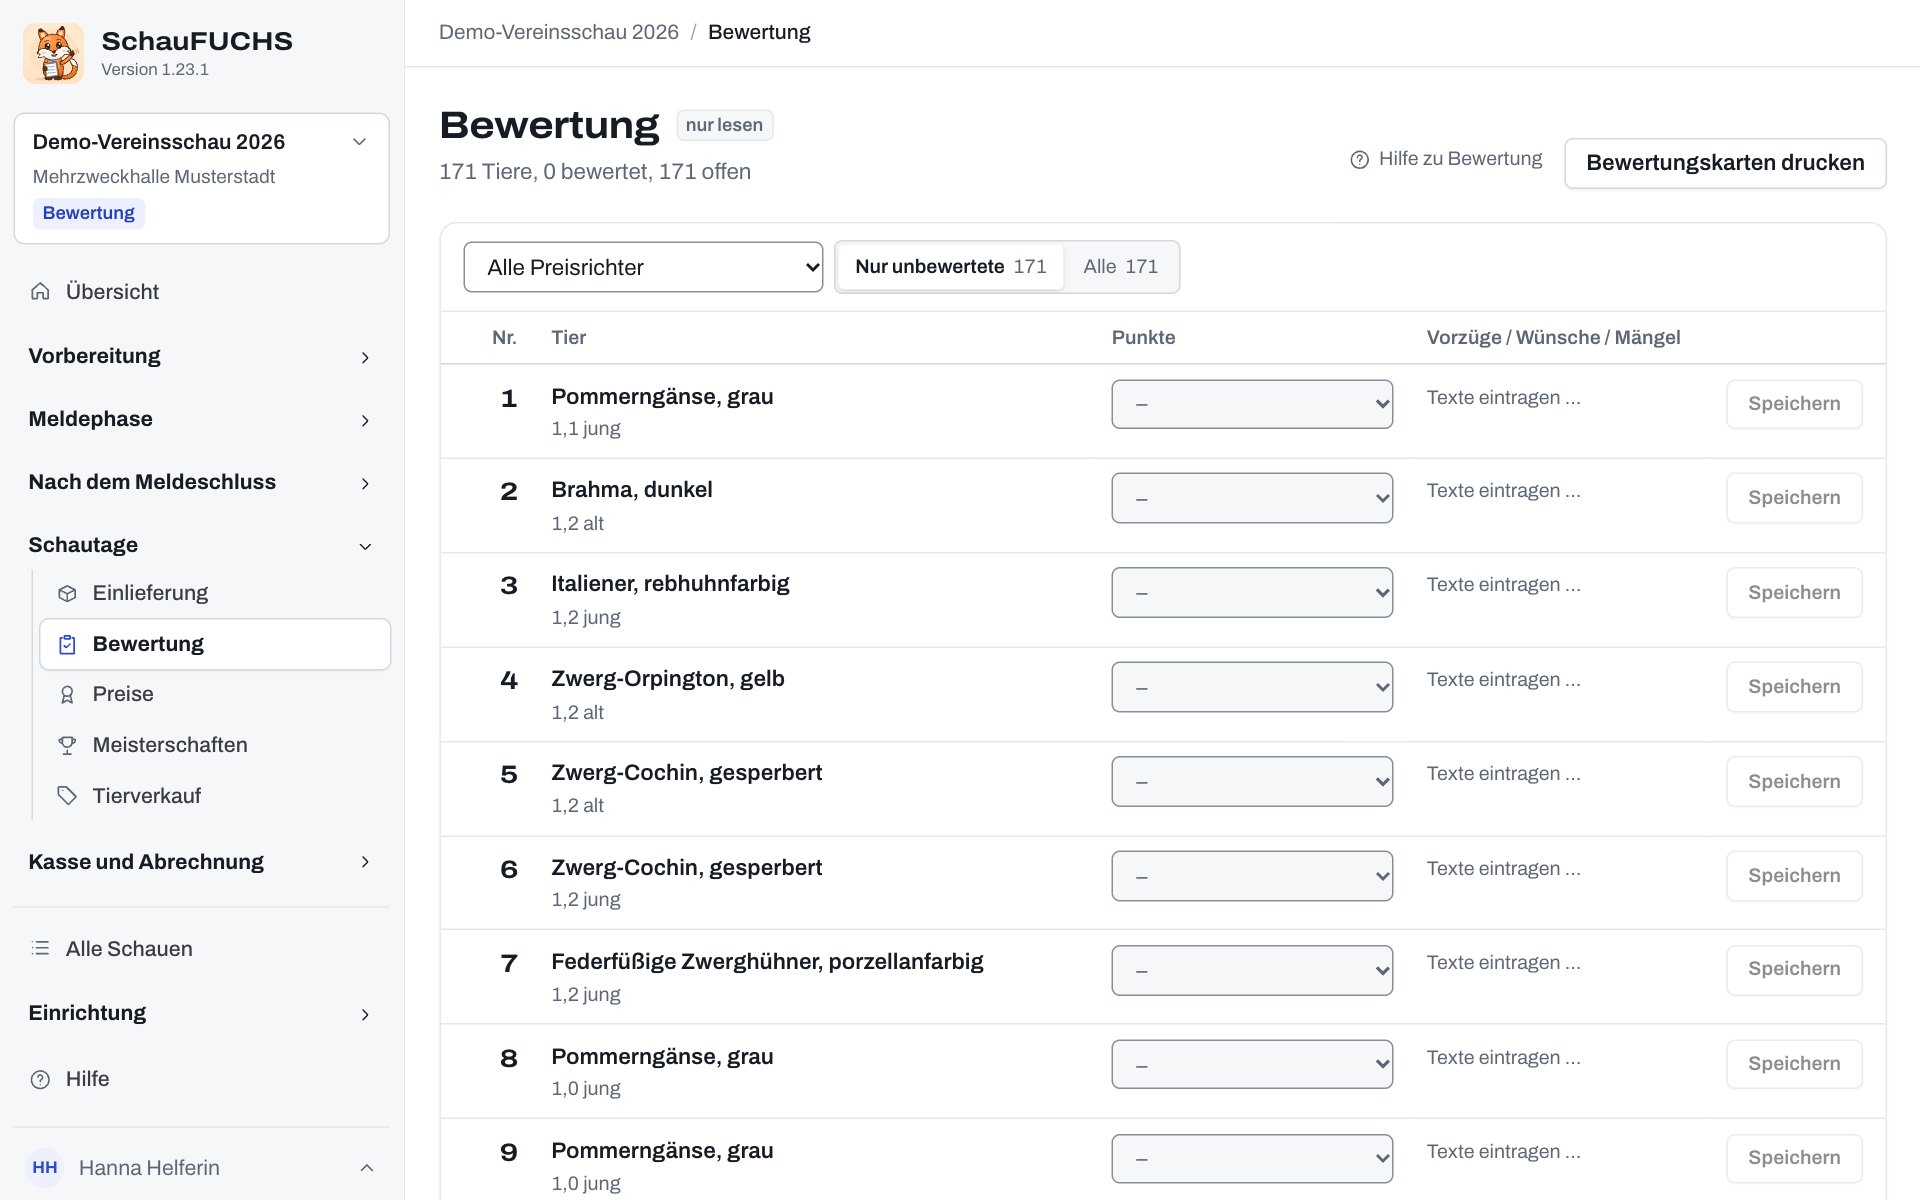 SchauFUCHS
Version 1.23.1
Demo-Vereinsschau 2026
Mehrzweckhalle Musterstadt
Bewertung
Übersicht
Vorbereitung
Meldephase
Nach dem Meldeschluss
Schautage
Einlieferung
Bewertung
Preise
Meisterschaften
Tierverkauf
Kasse und Abrechnung
Alle Schauen
Einrichtung
Hilfe
HH Hanna Helferin
Demo-Vereinsschau 2026 / Bewertung
Bewertung nur lesen
171 Tiere, 0 bewertet, 171 offen
Hilfe zu Bewertung
Bewertungskarten drucken
Alle Preisrichter
Nur unbewertete 171
Alle 171
Nr. Tier Punkte Vorzüge / Wünsche / Mängel
1 Pommerngänse, grau – Texte eintragen ... Speichern
1,1 jung
2 Brahma, dunkel – Texte eintragen ... Speichern
1,2 alt
3 Italiener, rebhuhnfarbig – Texte eintragen ... Speichern
1,2 jung
4 Zwerg-Orpington, gelb – Texte eintragen ... Speichern
1,2 alt
5 Zwerg-Cochin, gesperbert – Texte eintragen ... Speichern
1,2 alt
6 Zwerg-Cochin, gesperbert – Texte eintragen ... Speichern
1,2 jung
7 Federfüßige Zwerghühner, porzellanfarbig – Texte eintragen ... Speichern
1,2 jung
8 Pommerngänse, grau – Texte eintragen ... Speichern
1,0 jung
9 Pommerngänse, grau – Texte eintragen ... Speichern
1,0 jung